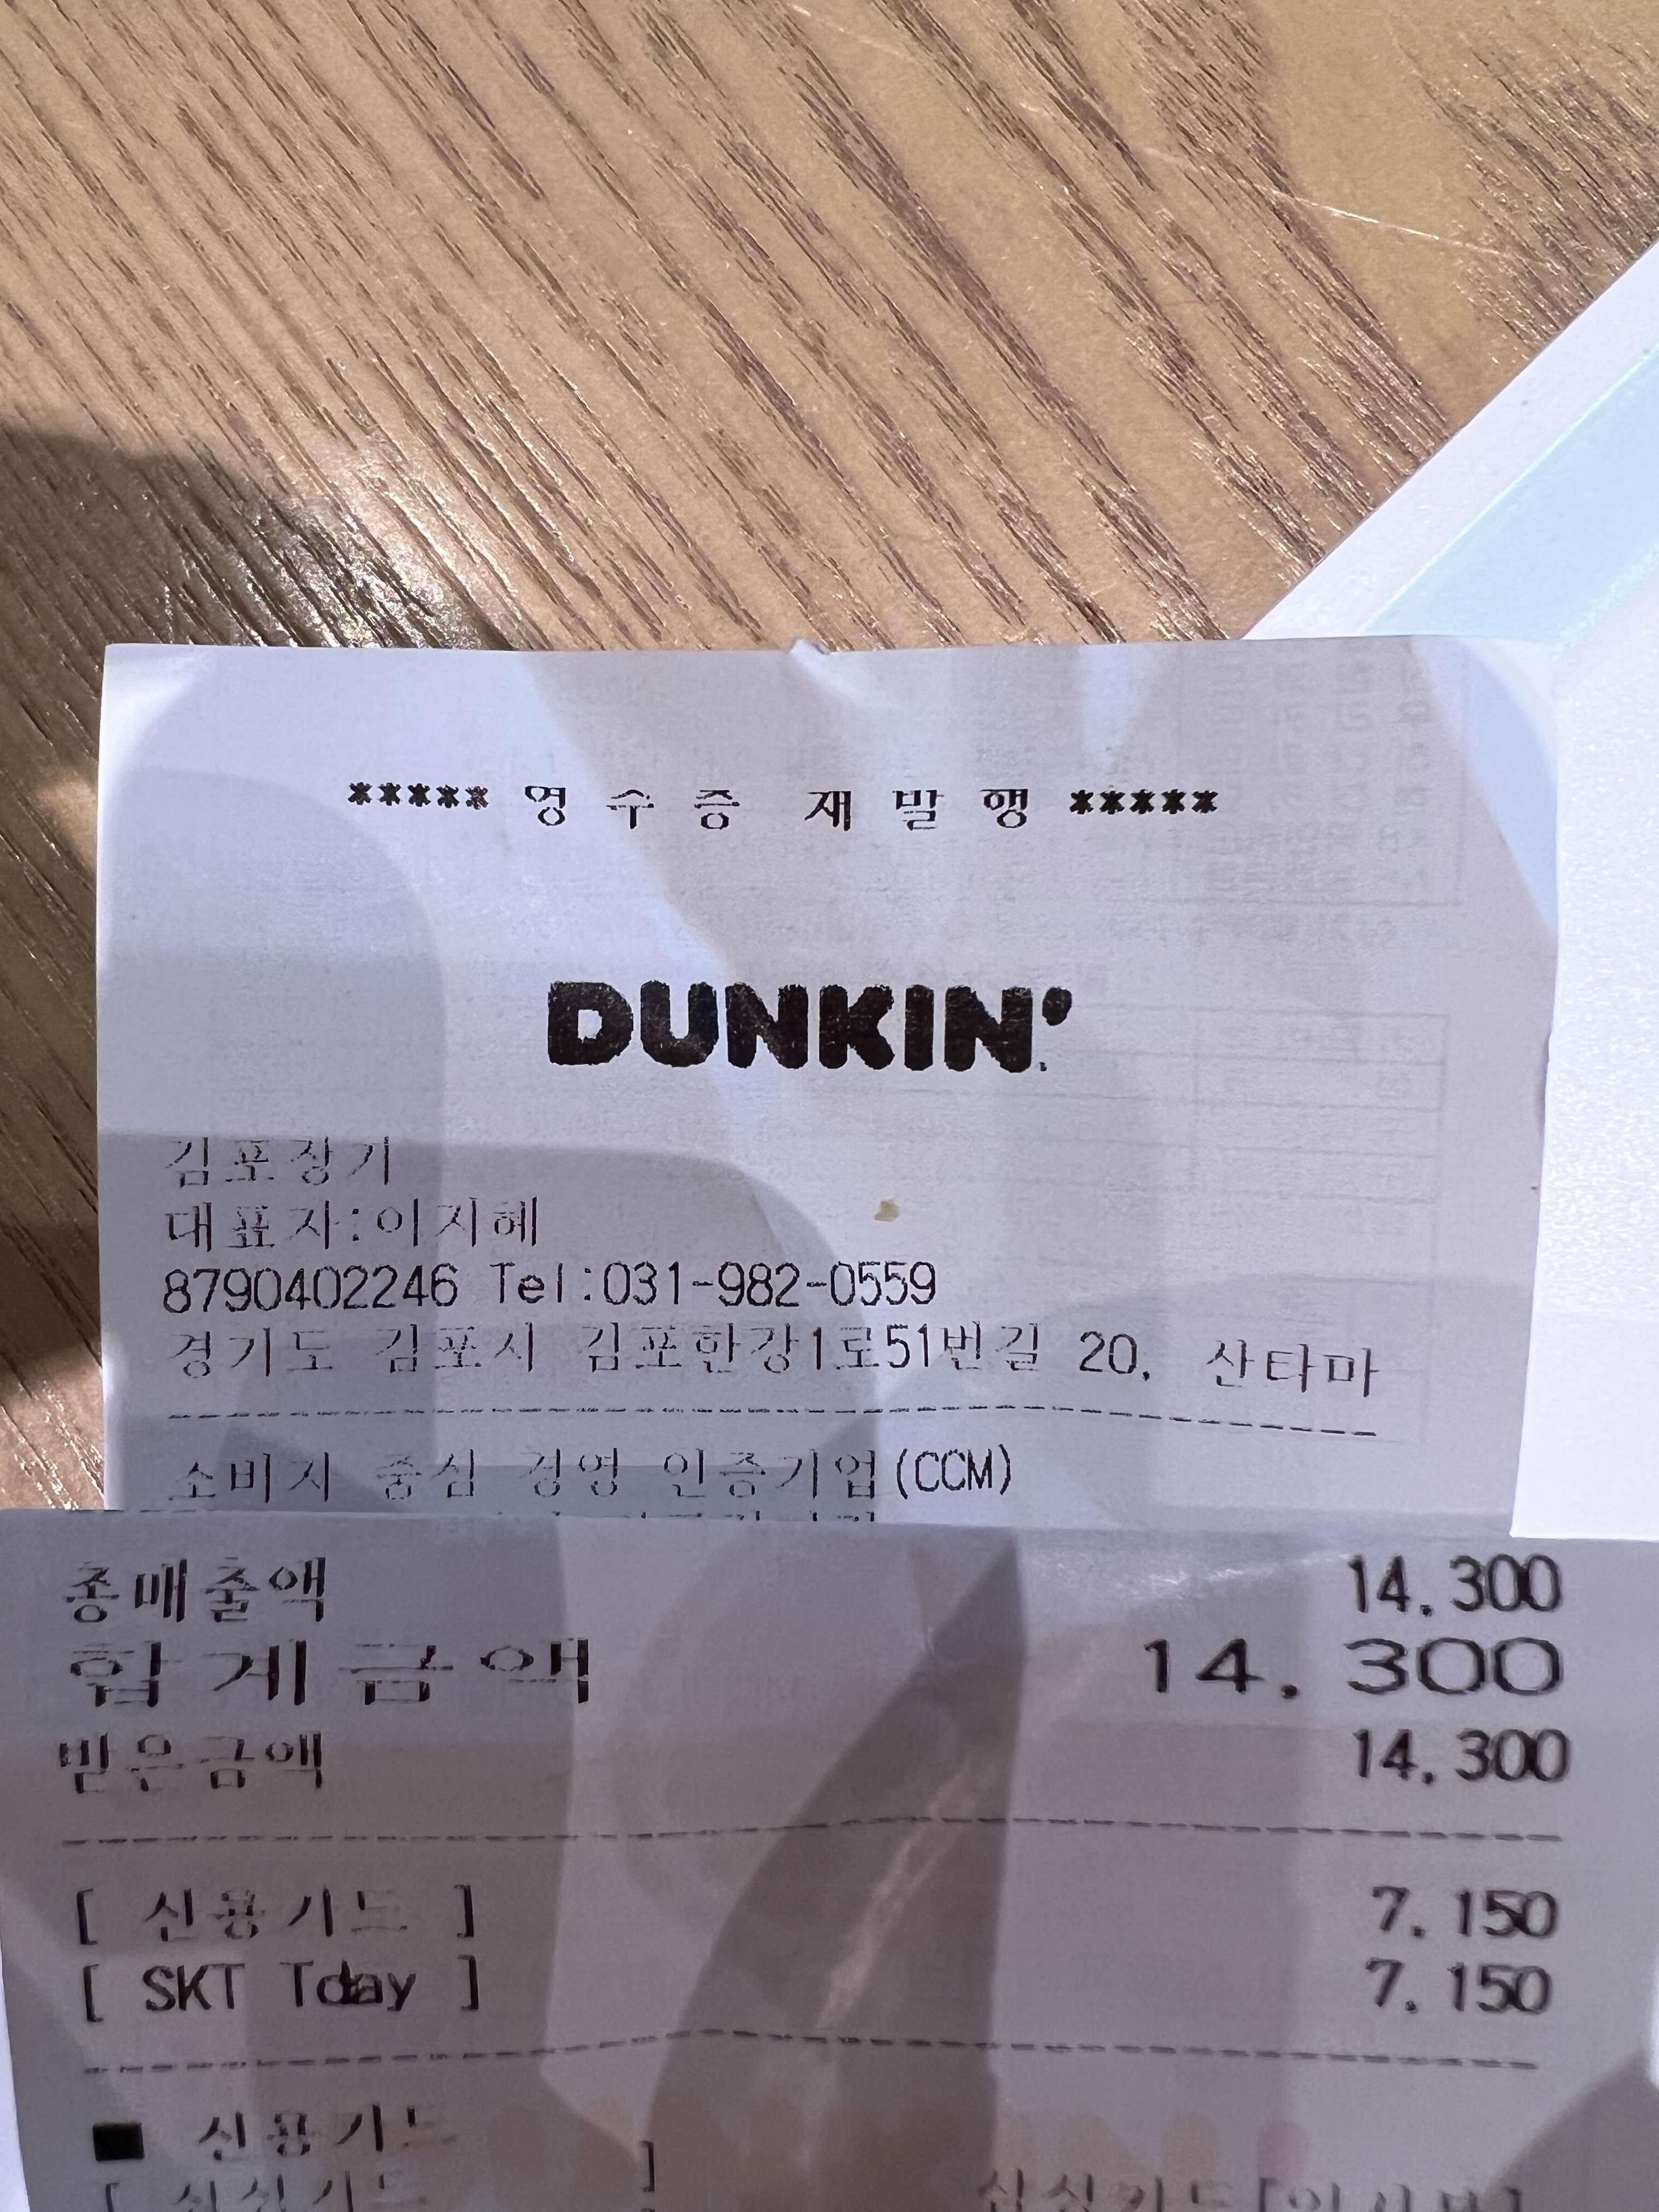 ***** 영 수 증  재 발 행 *****
DUNKIN'
김포장기
대표자:이지혜
8790402246 Tel:031-982-0559
경기도 김포시 김포한강1로51번길 20, 산타마
소비자 중심 경영 인증기업(CCM)
총매출액 14,300
합계금액 14,300
받은금액 14,300
[ 신용카드 ] 7,150
[ SKT Tday ] 7,150
■ 신용카드